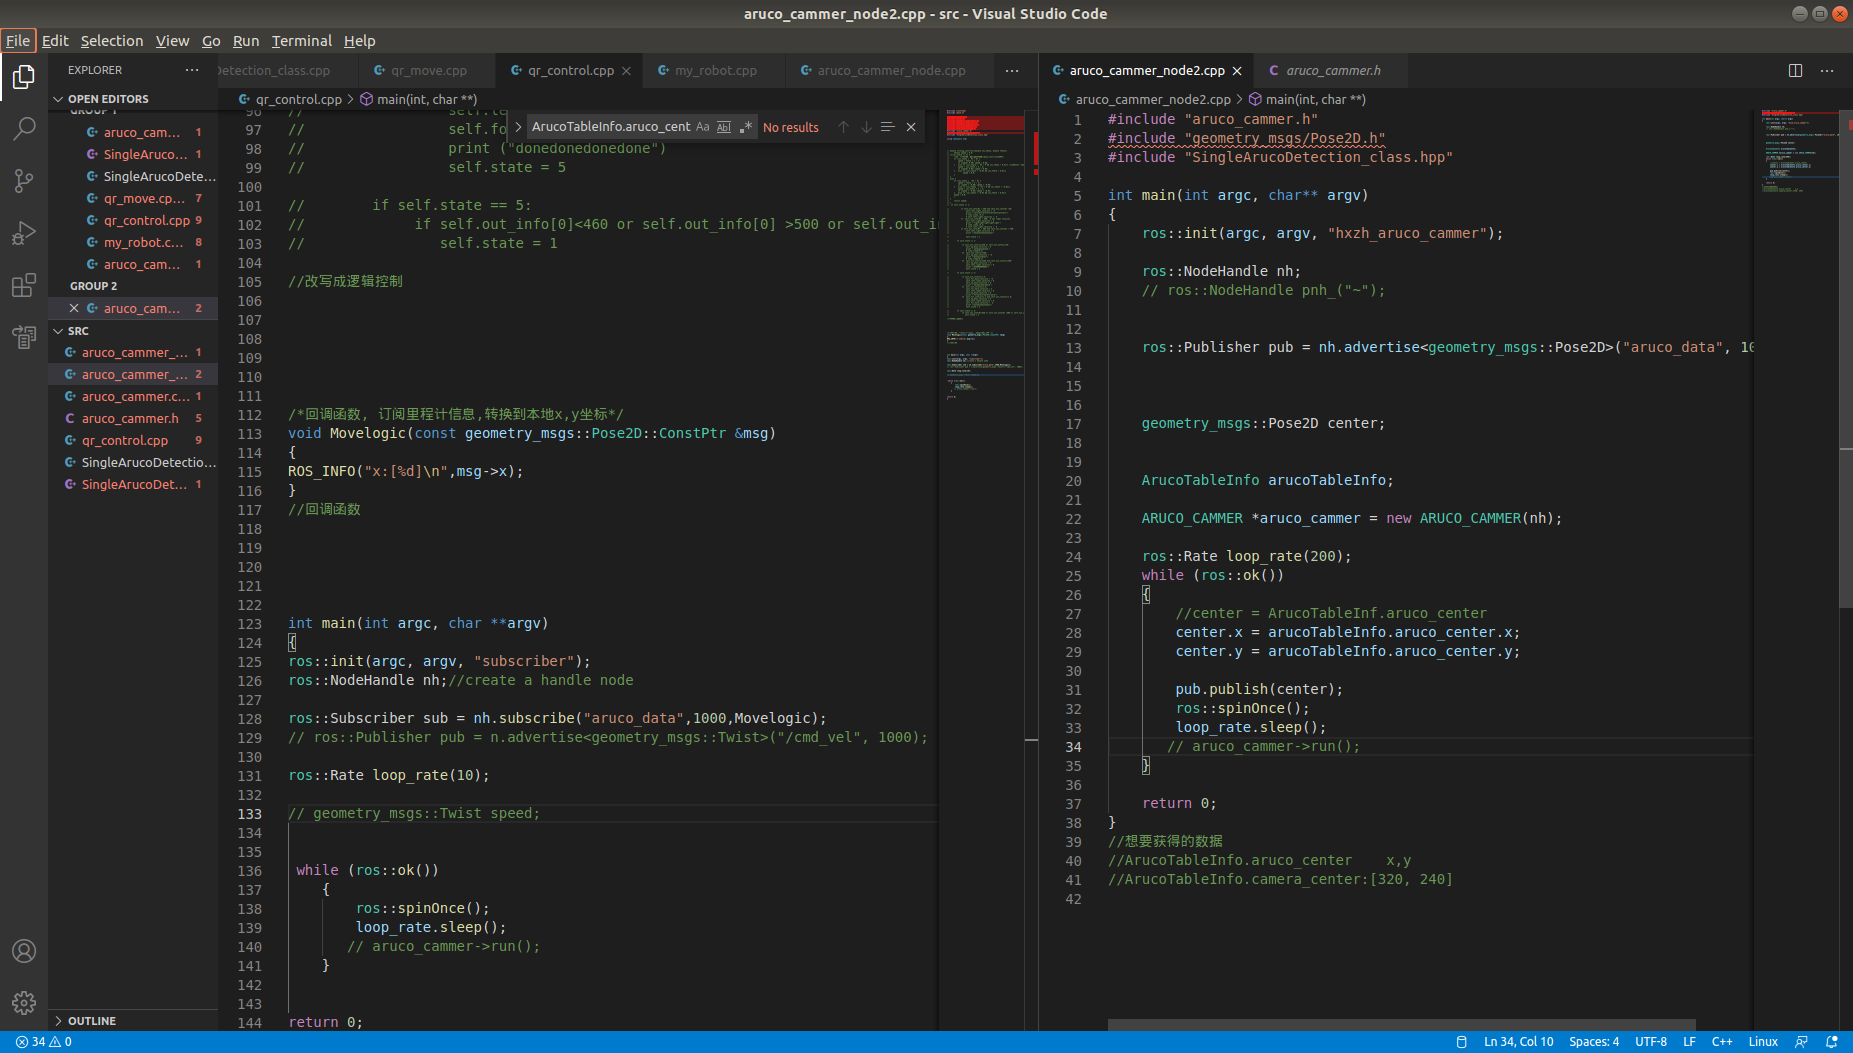 aruco_cammer_node2.cpp - src - Visual Studio Code
File Edit Selection View Go Run Terminal Help
EXPLORER
OPEN EDITORS
GROUP 1
aruco_cam... 1
SingleAruco... 1
SingleArucoDete...
qr_move.cp... 7
qr_control.cpp 9
my_robot.c... 8
aruco_cam... 1
GROUP 2
aruco_cam... 2
SRC
aruco_cammer_... 1
aruco_cammer_... 2
aruco_cammer.c... 1
aruco_cammer.h 5
qr_control.cpp 9
SingleArucoDetectio...
SingleArucoDet... 1
OUTLINE
Detection_class.cpp qr_move.cpp qr_control.cpp my_robot.cpp aruco_cammer_node.cpp
qr_control.cpp > main(int, char **)
ArucoTableInfo.aruco_cent Aa Ab| .* No results
96 //
97 // self.fo
98 // print ("donedonedonedone")
99 // self.state = 5
100
101 // if self.state == 5:
102 // if self.out_info[0]<460 or self.out_info[0] >500 or self.out_i
103 // self.state = 1
104
105 //改写成逻辑控制
106
107
108
109
110
111
112 /*回调函数, 订阅里程计信息,转换到本地x,y坐标*/
113 void Movelogic(const geometry_msgs::Pose2D::ConstPtr &msg)
114 {
115 ROS_INFO("x:[%d]\n",msg->x);
116 }
117 //回调函数
118
119
120
121
122
123 int main(int argc, char **argv)
124 {
125 ros::init(argc, argv, "subscriber");
126 ros::NodeHandle nh;//create a handle node
127
128 ros::Subscriber sub = nh.subscribe("aruco_data",1000,Movelogic);
129 // ros::Publisher pub = n.advertise<geometry_msgs::Twist>("/cmd_vel", 1000);
130
131 ros::Rate loop_rate(10);
132
133 // geometry_msgs::Twist speed;
134
135
136 while (ros::ok())
137 {
138 ros::spinOnce();
139 loop_rate.sleep();
140 // aruco_cammer->run();
141 }
142
143
144 return 0;
aruco_cammer_node2.cpp aruco_cammer.h
aruco_cammer_node2.cpp > main(int, char **)
1 #include "aruco_cammer.h"
2 #include "geometry_msgs/Pose2D.h"
3 #include "SingleArucoDetection_class.hpp"
4
5 int main(int argc, char** argv)
6 {
7 ros::init(argc, argv, "hxzh_aruco_cammer");
8
9 ros::NodeHandle nh;
10 // ros::NodeHandle pnh_("~");
11
12
13 ros::Publisher pub = nh.advertise<geometry_msgs::Pose2D>("aruco_data", 10
14
15
16
17 geometry_msgs::Pose2D center;
18
19
20 ArucoTableInfo arucoTableInfo;
21
22 ARUCO_CAMMER *aruco_cammer = new ARUCO_CAMMER(nh);
23
24 ros::Rate loop_rate(200);
25 while (ros::ok())
26 {
27 //center = ArucoTableInf.aruco_center
28 center.x = arucoTableInfo.aruco_center.x;
29 center.y = arucoTableInfo.aruco_center.y;
30
31 pub.publish(center);
32 ros::spinOnce();
33 loop_rate.sleep();
34 // aruco_cammer->run();
35 }
36
37 return 0;
38 }
39 //想要获得的数据
40 //ArucoTableInfo.aruco_center x,y
41 //ArucoTableInfo.camera_center:[320, 240]
42
34 0 Ln 34, Col 10 Spaces: 4 UTF-8 LF C++ Linux